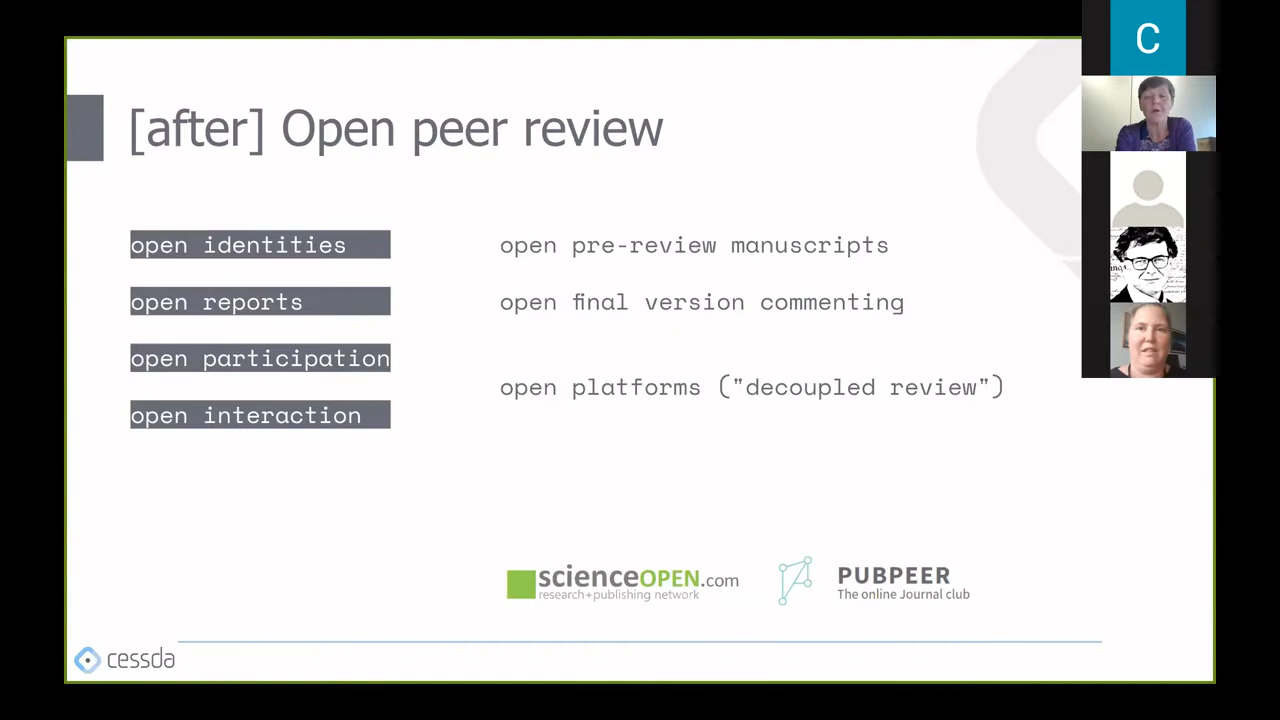 [after] Open peer review
open identities
open reports
open participation
open interaction
open pre-review manuscripts
open final version commenting
open platforms ("decoupled review")
scienceOPEN.com
research+publishing network
PUBPEER
The online Journal club
cessda
C